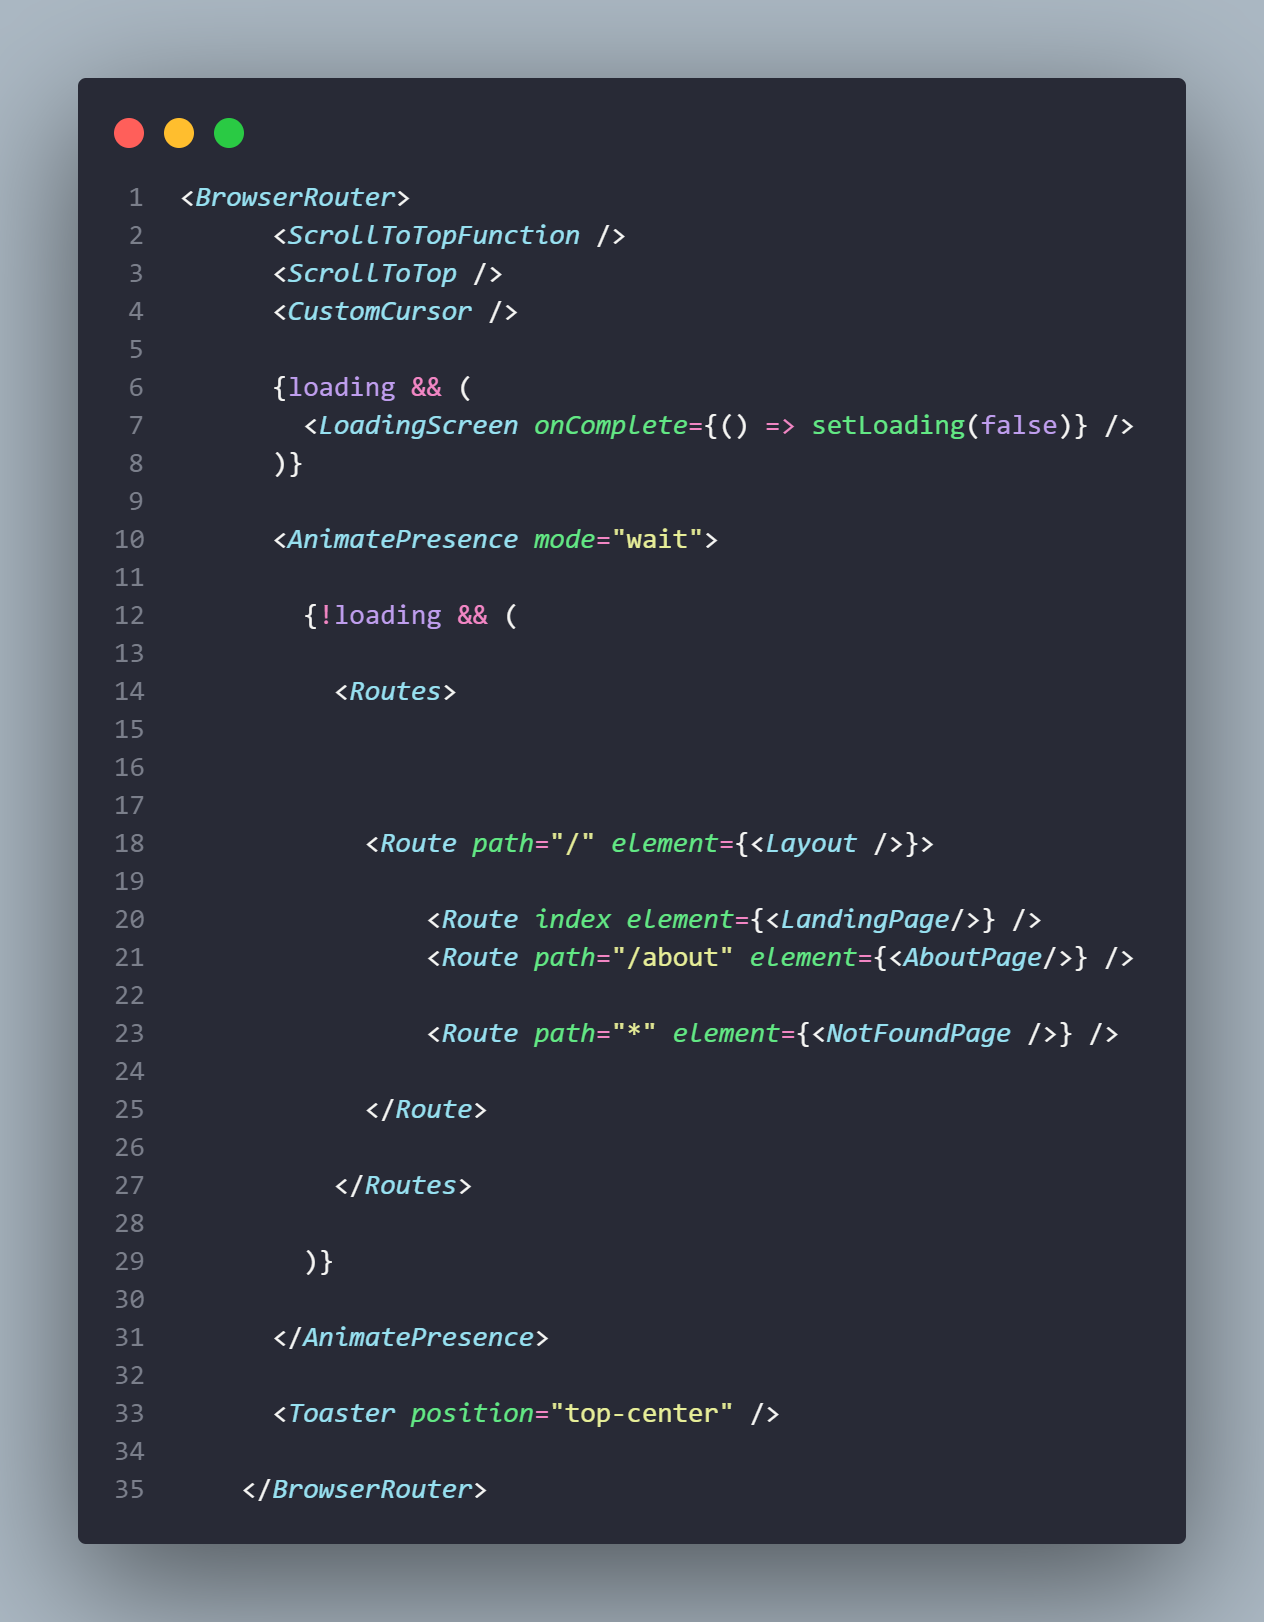 1 <BrowserRouter>
2       <ScrollToTopFunction />
3       <ScrollToTop />
4       <CustomCursor />
5
6       {loading && (
7         <LoadingScreen onComplete={() => setLoading(false)} />
8       )}
9
10       <AnimatePresence mode="wait">
11
12         {!loading && (
13
14           <Routes>
15
16
17
18             <Route path="/" element={<Layout />}>
19
20                 <Route index element={<LandingPage/>} />
21                 <Route path="/about" element={<AboutPage/>} />
22
23                 <Route path="*" element={<NotFoundPage />} />
24
25             </Route>
26
27           </Routes>
28
29         )}
30
31       </AnimatePresence>
32
33       <Toaster position="top-center" />
34
35     </BrowserRouter>